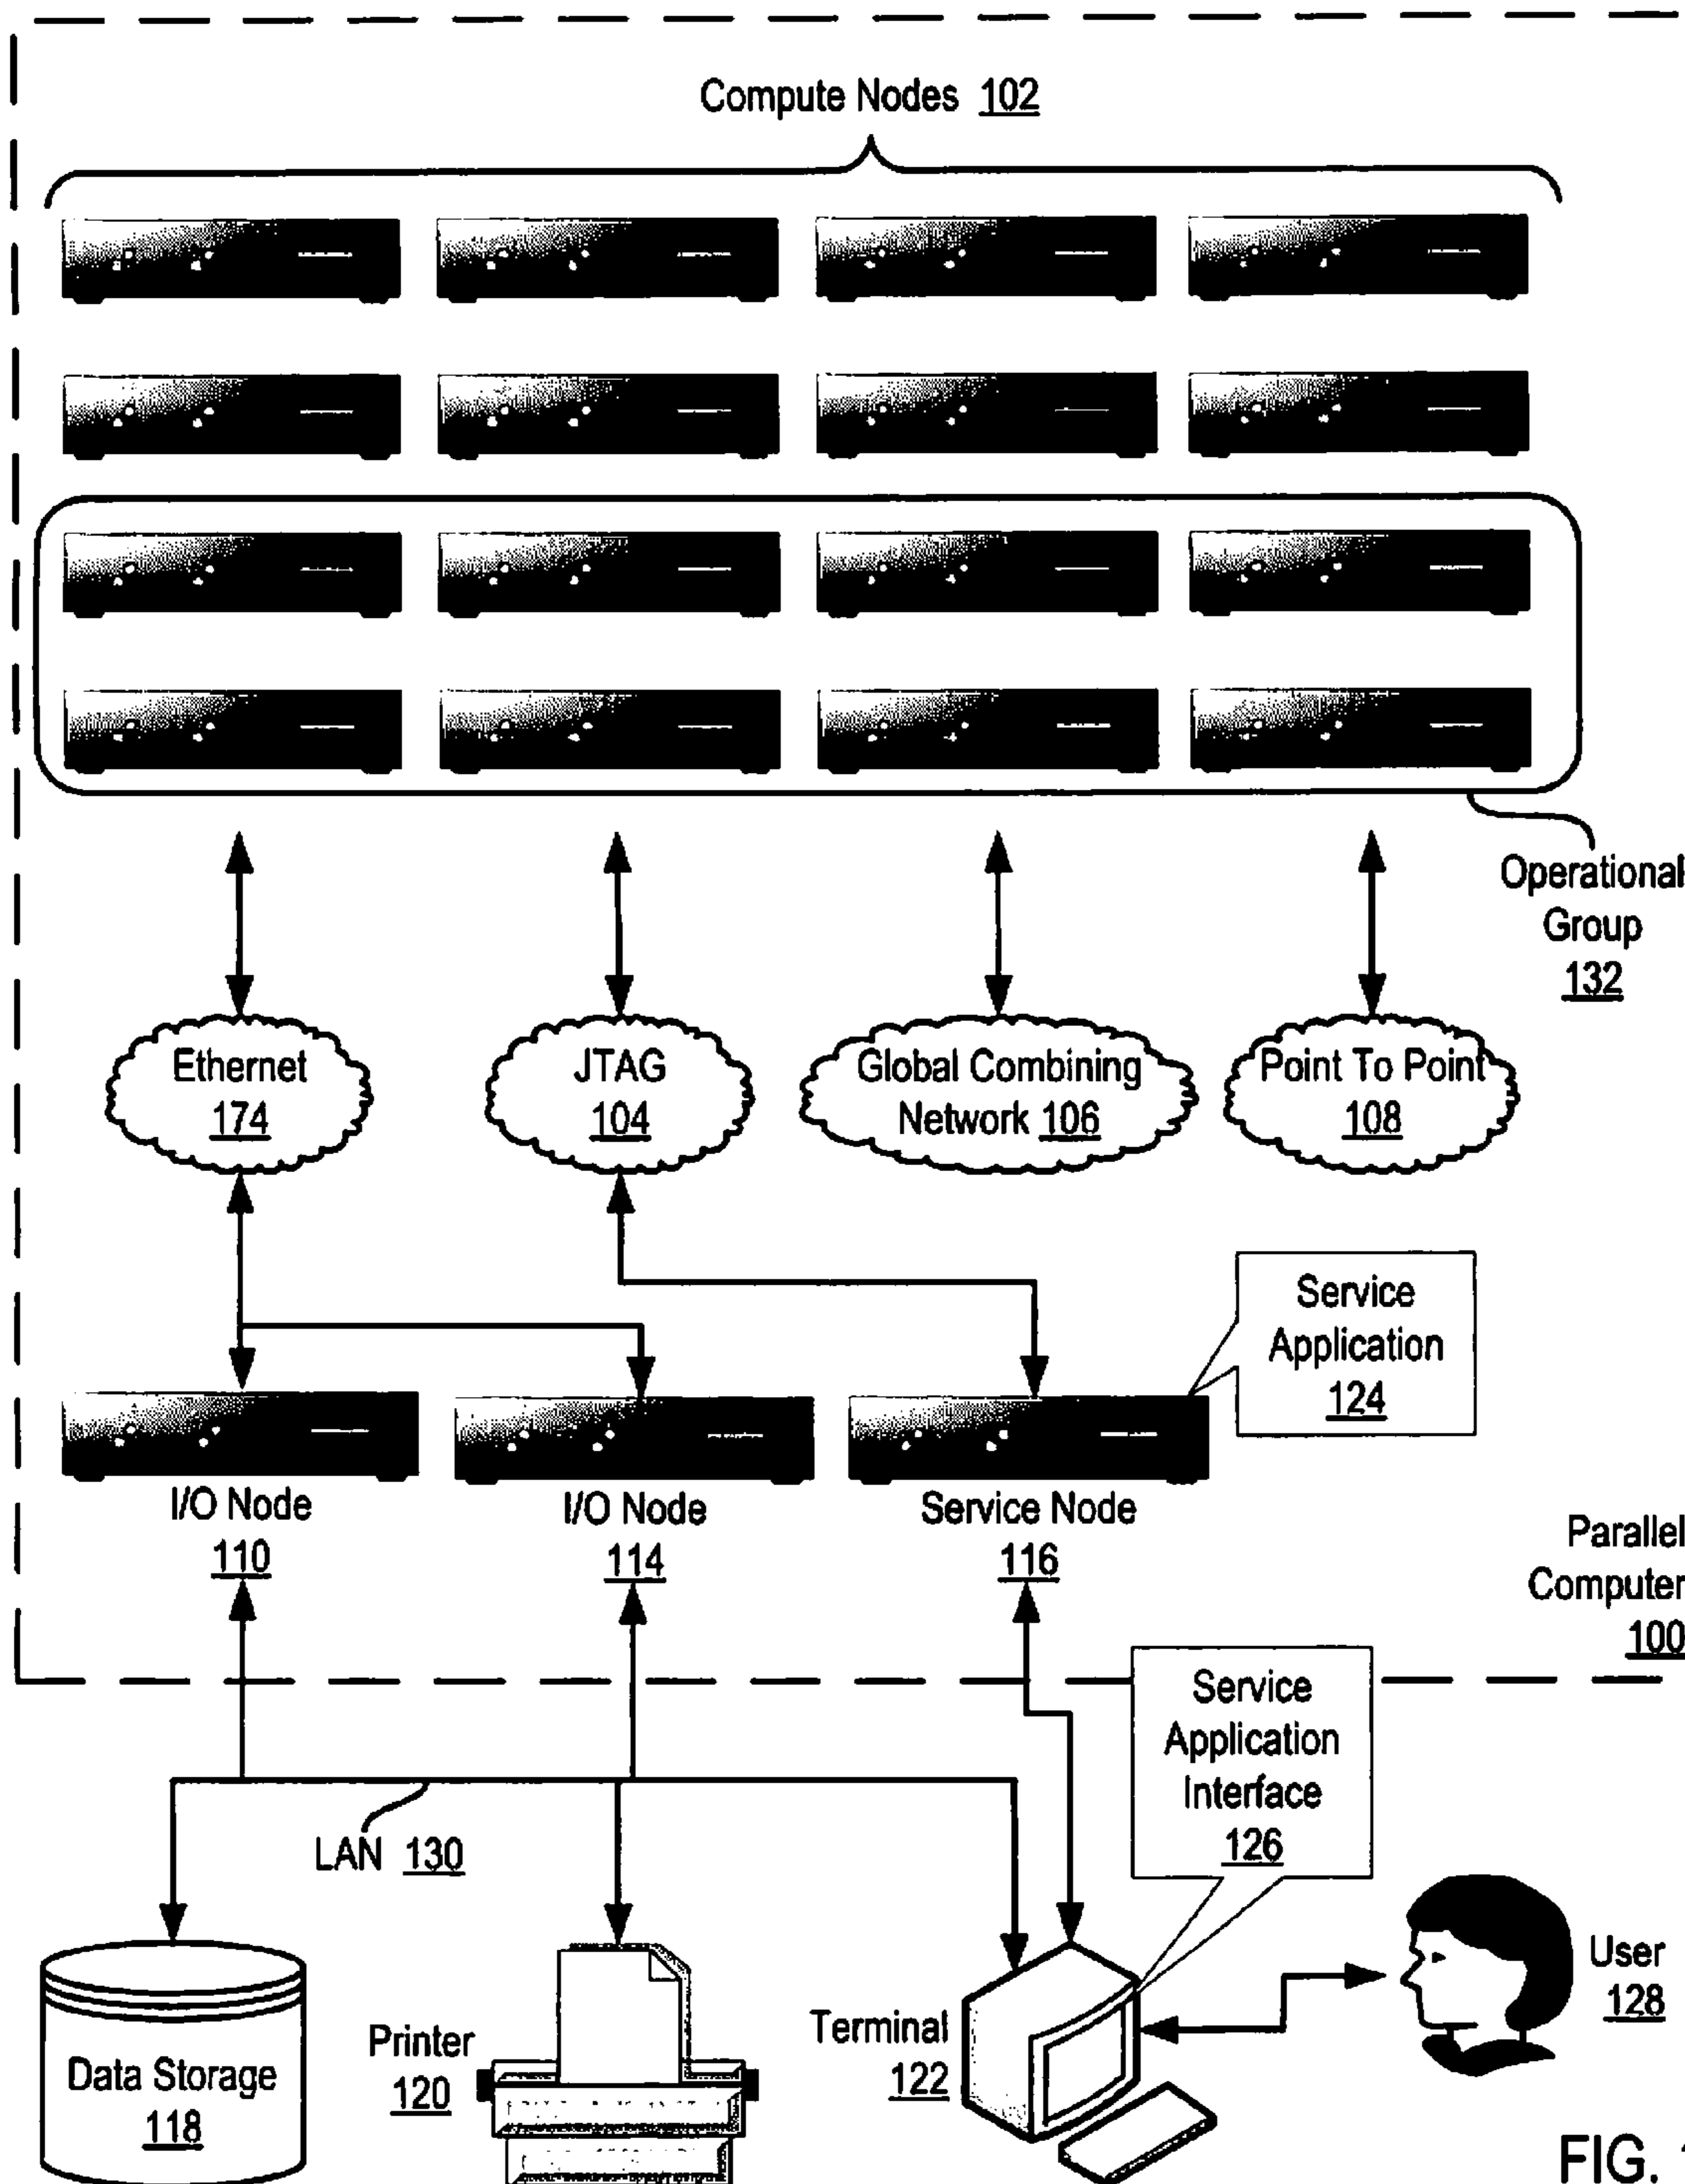 Compute Nodes 102
Operational
Group
132
Ethernet
174
JTAG
104
Global Combining
Network 106
Point To Point
108
Service
Application
124
I/O Node
110
I/O Node
114
Service Node
116
Parallel
Computer
100
Service
Application
Interface
126
LAN 130
User
128
Terminal
122
Printer
120
Data Storage
118
FIG.